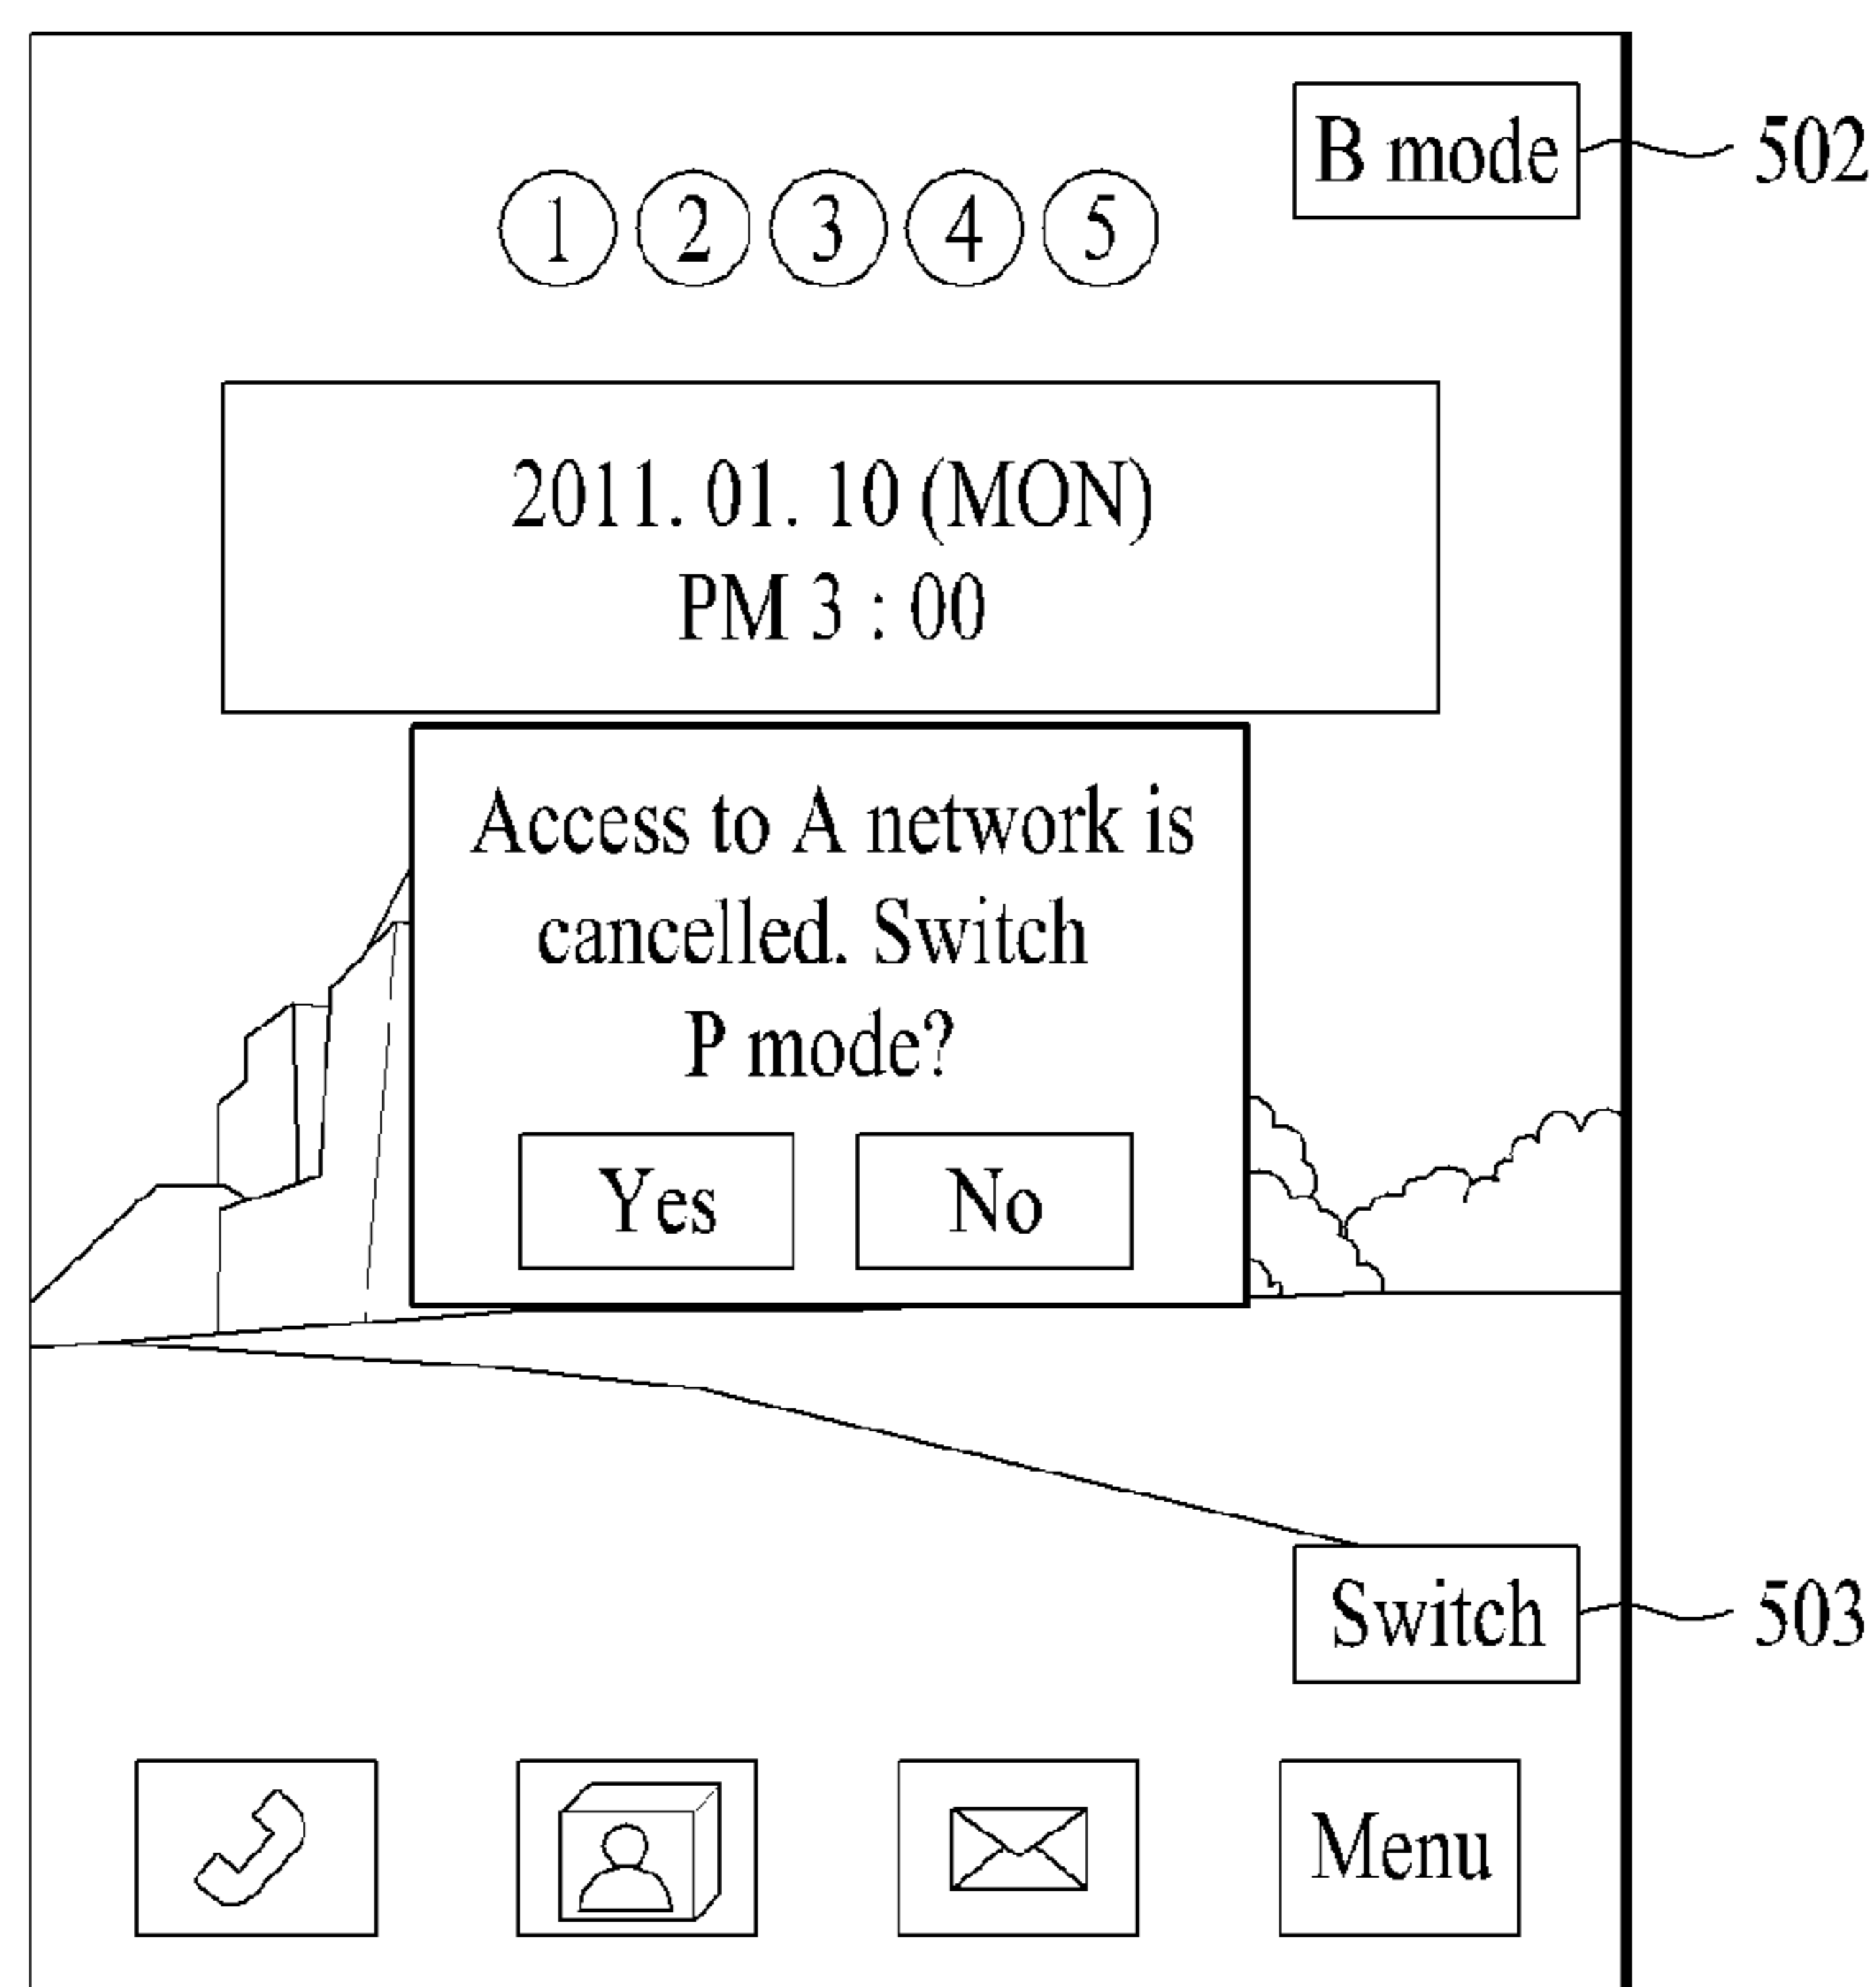 B mode
502
1 2 3 4 5
2011. 01. 10 (MON)
PM 3 : 00
Access to A network is
cancelled. Switch
P mode?
Yes No
Switch
503
Menu